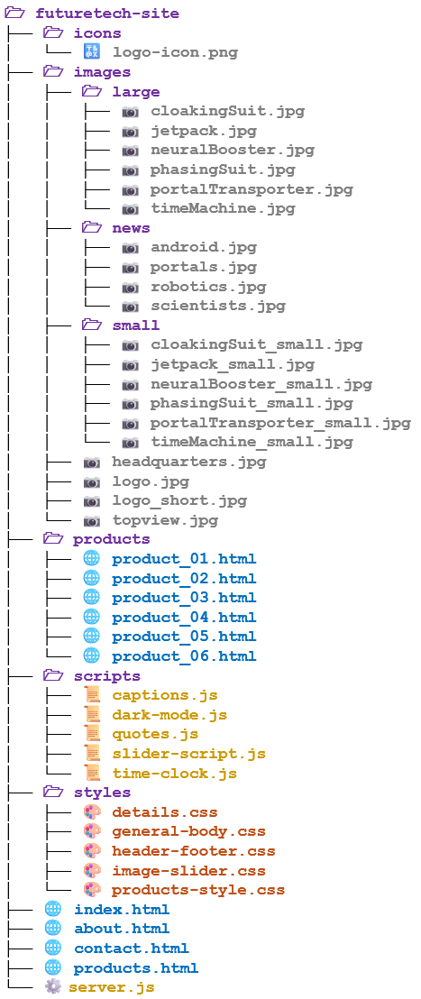 futuretech-site
icons
logo-icon.png
images
large
cloakingSuit.jpg
jetpack.jpg
neuralBooster.jpg
phasingSuit.jpg
portalTransporter.jpg
timeMachine.jpg
news
android.jpg
portals.jpg
robotics.jpg
scientists.jpg
small
cloakingSuit_small.jpg
jetpack_small.jpg
neuralBooster_small.jpg
phasingSuit_small.jpg
portalTransporter_small.jpg
timeMachine_small.jpg
headquarters.jpg
logo.jpg
logo_short.jpg
topview.jpg
products
product_01.html
product_02.html
product_03.html
product_04.html
product_05.html
product_06.html
scripts
captions.js
dark-mode.js
quotes.js
slider-script.js
time-clock.js
styles
details.css
general-body.css
header-footer.css
image-slider.css
products-style.css
index.html
about.html
contact.html
products.html
server.js